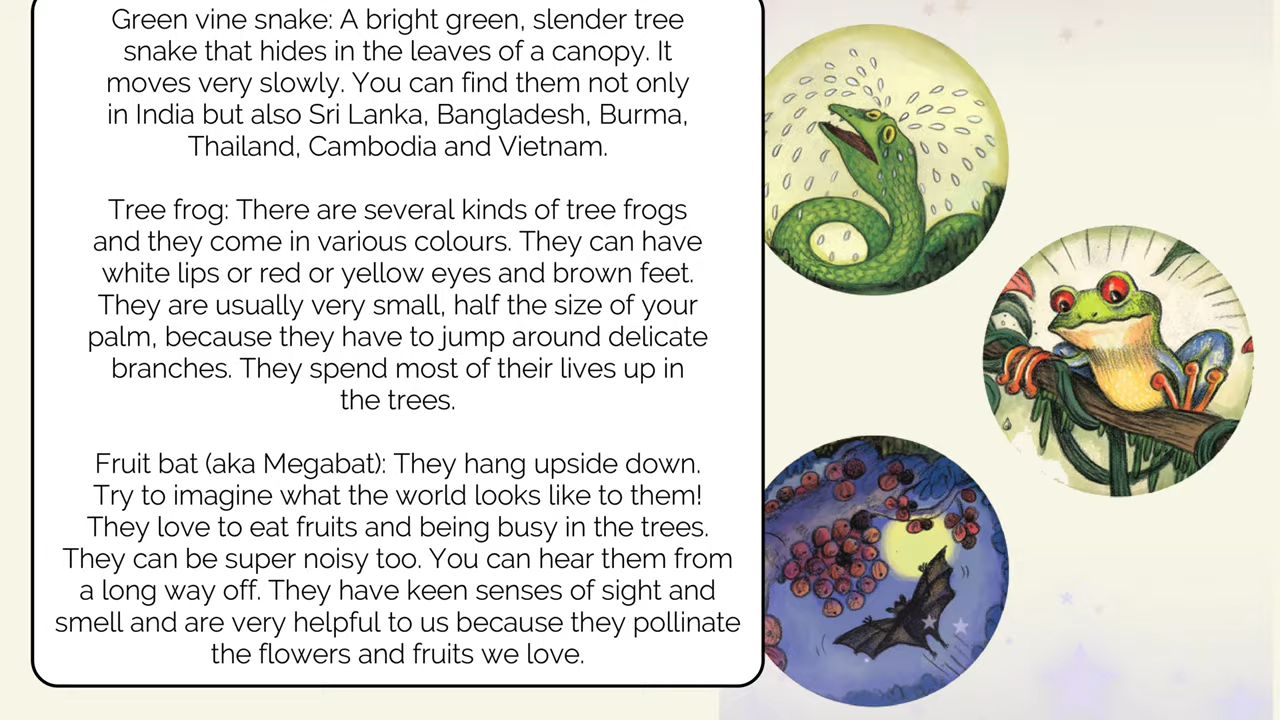 Green vine snake: A bright green, slender tree
snake that hides in the leaves of a canopy. It
moves very slowly. You can find them not only
in India but also Sri Lanka, Bangladesh, Burma,
Thailand, Cambodia and Vietnam.
Tree frog: There are several kinds of tree frogs
and they come in various colours. They can have
white lips or red or yellow eyes and brown feet.
They are usually very small, half the size of your
palm, because they have to jump around delicate
branches. They spend most of their lives up in
the trees.
Fruit bat (aka Megabat): They hang upside down.
Try to imagine what the world looks like to them!
They love to eat fruits and being busy in the trees.
They can be super noisy too. You can hear them from
a long way off. They have keen senses of sight and
smell and are very helpful to us because they pollinate
the flowers and fruits we love.